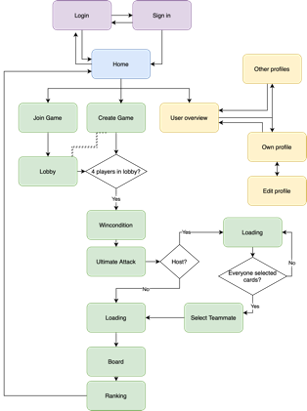 Login
Sign in
Home
Other profiles
Join Game
Create Game
User overview
Own profile
Lobby
4 players in lobby?
Edit profile
Yes
Wincondition
Yes
Loading
Ultimate Attack
Host?
No
Everyone selected
cards?
No
Yes
Loading
Select Teammate
Board
Ranking